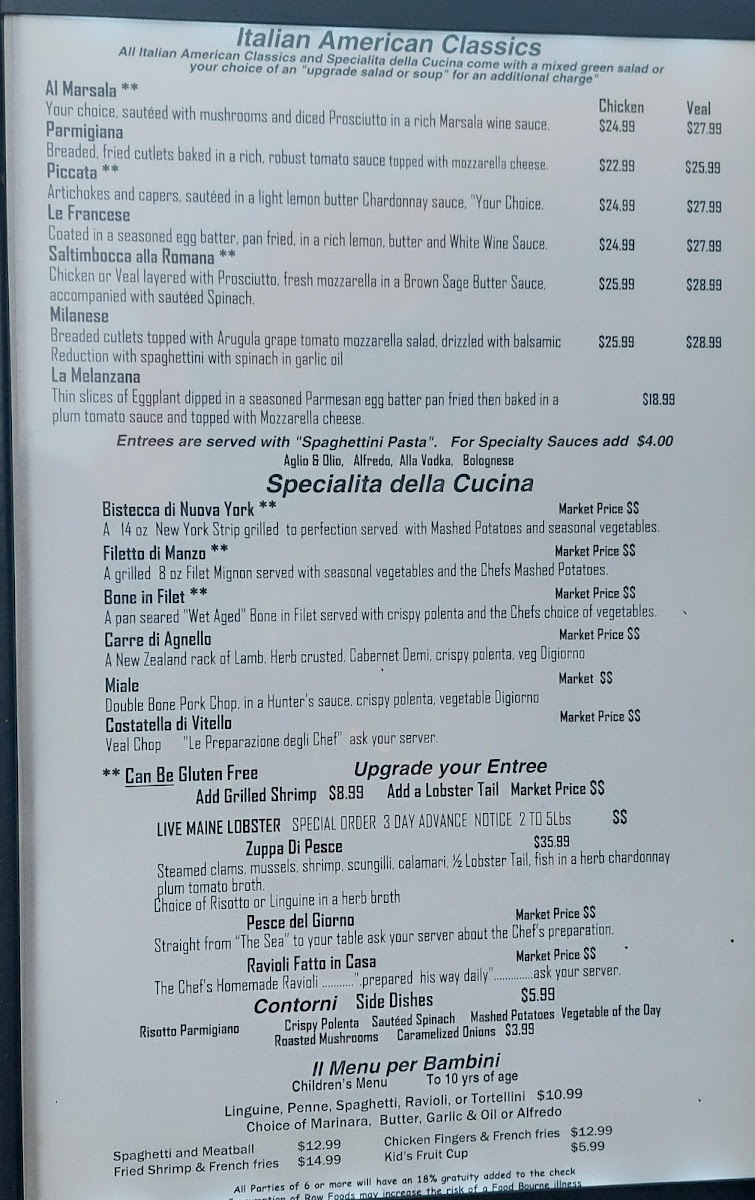 Italian American Classics
All Italian American Classics and Specialita della Cucina come with a mixed green salad or
your choice of an "upgrade salad or soup" for an additional charge"
Al Marsala ** Chicken Veal
Your choice, sautéed with mushrooms and diced Prosciutto in a rich Marsala wine sauce. $24.99 $27.99
Parmigiana
Breaded, fried cutlets baked in a rich, robust tomato sauce topped with mozzarella cheese. $22.99 $25.99
Piccata **
Artichokes and capers, sautéed in a light lemon butter Chardonnay sauce, "Your Choice. $24.99 $27.99
Le Francese
Coated in a seasoned egg batter, pan fried, in a rich lemon, butter and White Wine Sauce. $24.99 $27.99
Saltimbocca alla Romana **
Chicken or Veal layered with Prosciutto, fresh mozzarella in a Brown Sage Butter Sauce, $25.99 $28.99
accompanied with sautéed Spinach.
Milanese
Breaded cutlets topped with Arugula grape tomato mozzarella salad, drizzled with balsamic $25.99 $28.99
Reduction with spaghettini with spinach in garlic oil
La Melanzana
Thin slices of Eggplant dipped in a seasoned Parmesan egg batter pan fried then baked in a $18.99
plum tomato sauce and topped with Mozzarella cheese.
Entrees are served with "Spaghettini Pasta". For Specialty Sauces add $4.00
Aglio & Olio, Alfredo, Alla Vodka, Bolognese
Specialita della Cucina
Bistecca di Nuova York ** Market Price $$
A 14 oz New York Strip grilled to perfection served with Mashed Potatoes and seasonal vegetables.
Filetto di Manzo ** Market Price $$
A grilled 8 oz Filet Mignon served with seasonal vegetables and the Chefs Mashed Potatoes.
Bone in Filet ** Market Price $$
A pan seared "Wet Aged" Bone in Filet served with crispy polenta and the Chefs choice of vegetables.
Carre di Agnello Market Price $$
A New Zealand rack of Lamb. Herb crusted. Cabernet Demi, crispy polenta, veg Digiorno
Miale Market $$
Double Bone Pork Chop, in a Hunter's sauce, crispy polenta, vegetable Digiorno
Costatella di Vitello Market Price $$
Veal Chop "Le Preparazione degli Chef" ask your server.
** Can Be Gluten Free Upgrade your Entree
Add Grilled Shrimp $8.99 Add a Lobster Tail Market Price $$
LIVE MAINE LOBSTER SPECIAL ORDER 3 DAY ADVANCE NOTICE 2 TO 5Lbs $$
Zuppa Di Pesce $35.99
Steamed clams, mussels, shrimp, scungilli, calamari, ½ Lobster Tail, fish in a herb chardonnay
plum tomato broth.
Choice of Risotto or Linguine in a herb broth
Pesce del Giorno Market Price $$
Straight from "The Sea" to your table ask your server about the Chef's preparation.
Ravioli Fatto in Casa Market Price $$
The Chef's Homemade Ravioli ...........".prepared his way daily".............ask your server.
Contorni Side Dishes $5.99
Risotto Parmigiano Crispy Polenta Sautéed Spinach Mashed Potatoes Vegetable of the Day
Roasted Mushrooms Caramelized Onions $3.99
Il Menu per Bambini
Children's Menu To 10 yrs of age
Linguine, Penne, Spaghetti, Ravioli, or Tortellini $10.99
Choice of Marinara, Butter, Garlic & Oil or Alfredo
Spaghetti and Meatball $12.99 Chicken Fingers & French fries $12.99
Fried Shrimp & French fries $14.99 Kid's Fruit Cup $5.99
All Parties of 6 or more will have an 18% gratuity added to the check
of Raw Foods may increase the risk of a Food Bourne illness